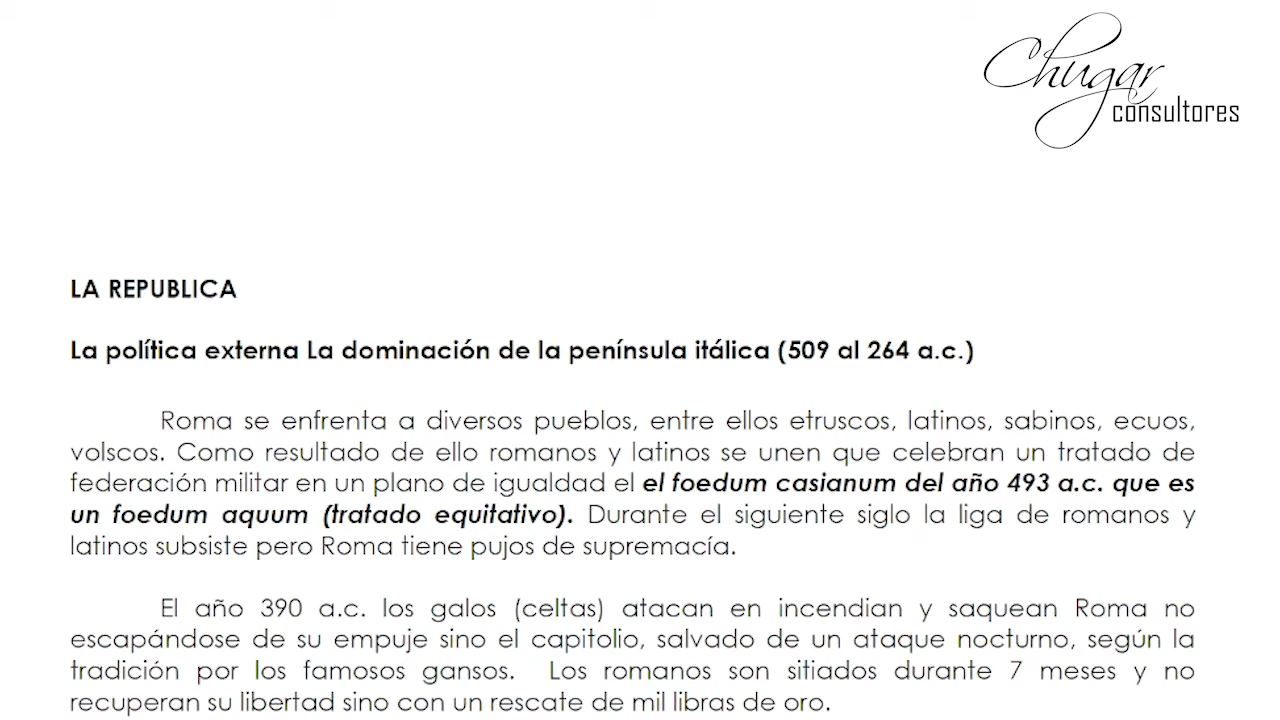 Chugar
consultores
LA REPUBLICA
La política externa La dominación de la península itálica (509 al 264 a.c.)
Roma se enfrenta a diversos pueblos, entre ellos etruscos, latinos, sabinos, ecuos,
volscos. Como resultado de ello romanos y latinos se unen que celebran un tratado de
federación militar en un plano de igualdad el el foedum casianum del año 493 a.c. que es
un foedum aquum (tratado equitativo). Durante el siguiente siglo la liga de romanos y
latinos subsiste pero Roma tiene pujos de supremacía.
El año 390 a.c. los galos (celtas) atacan en incendian y saquean Roma no
escapándose de su empuje sino el capitolio, salvado de un ataque nocturno, según la
tradición por los famosos gansos. Los romanos son sitiados durante 7 meses y no
recuperan su libertad sino con un rescate de mil libras de oro.